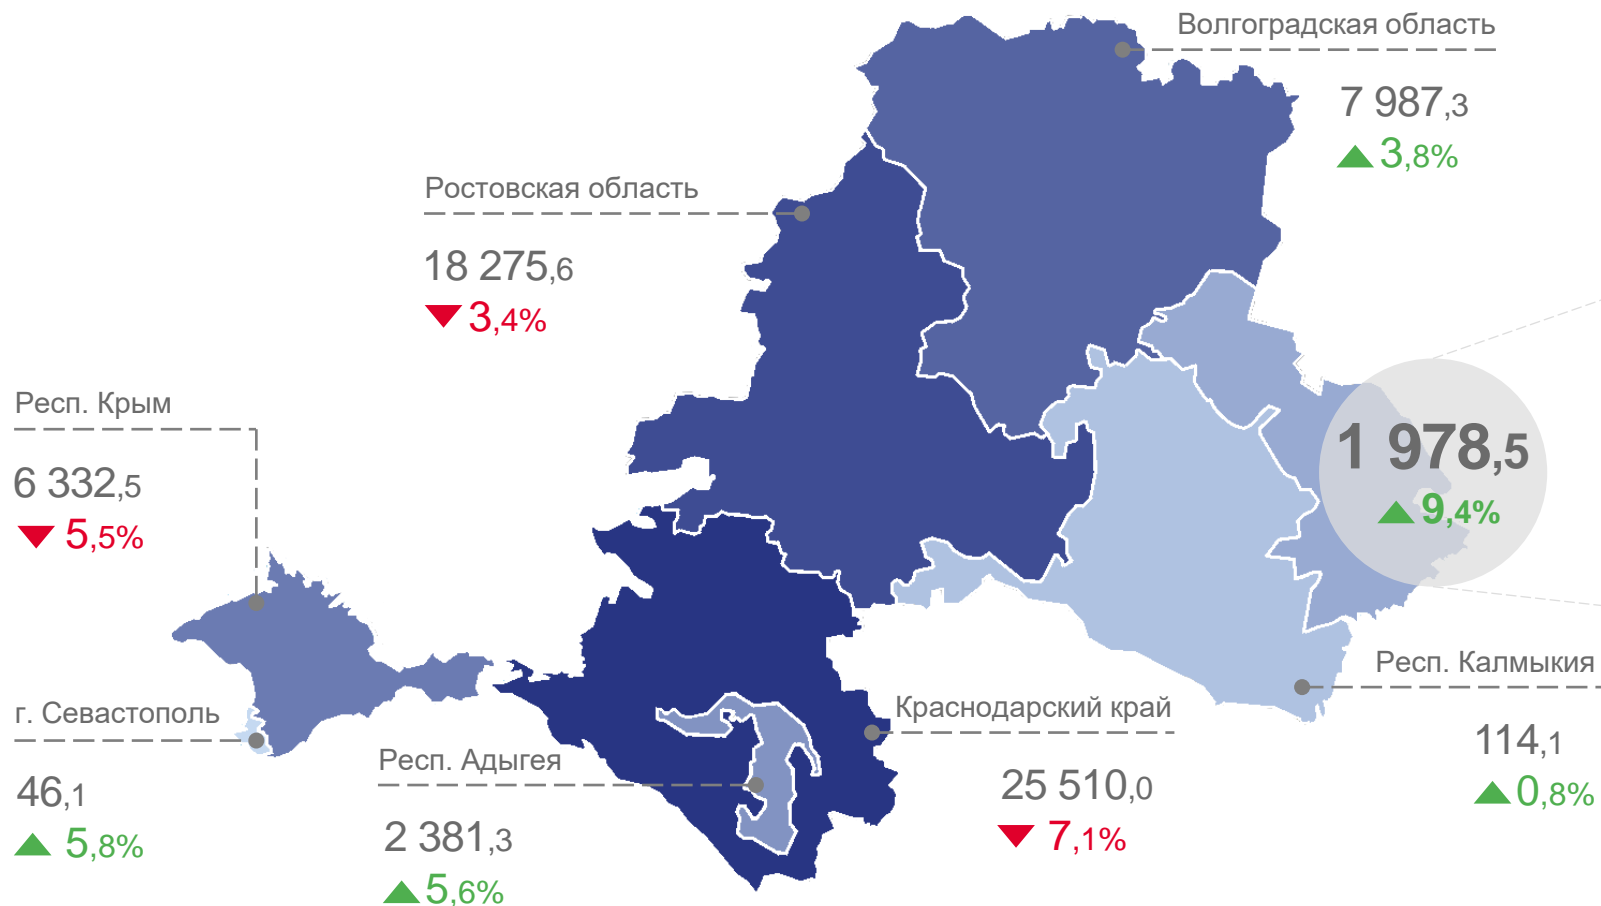 Волгоградская область
7 987,3
3,8%
Ростовская область
18 275,6
3,4%
Респ. Крым
6 332,5
5,5%
1 978,5
9,4%
Респ. Калмыкия
114,1
0,8%
г. Севастополь
46,1
5,8%
Респ. Адыгея
2 381,3
5,6%
Краснодарский край
25 510,0
7,1%